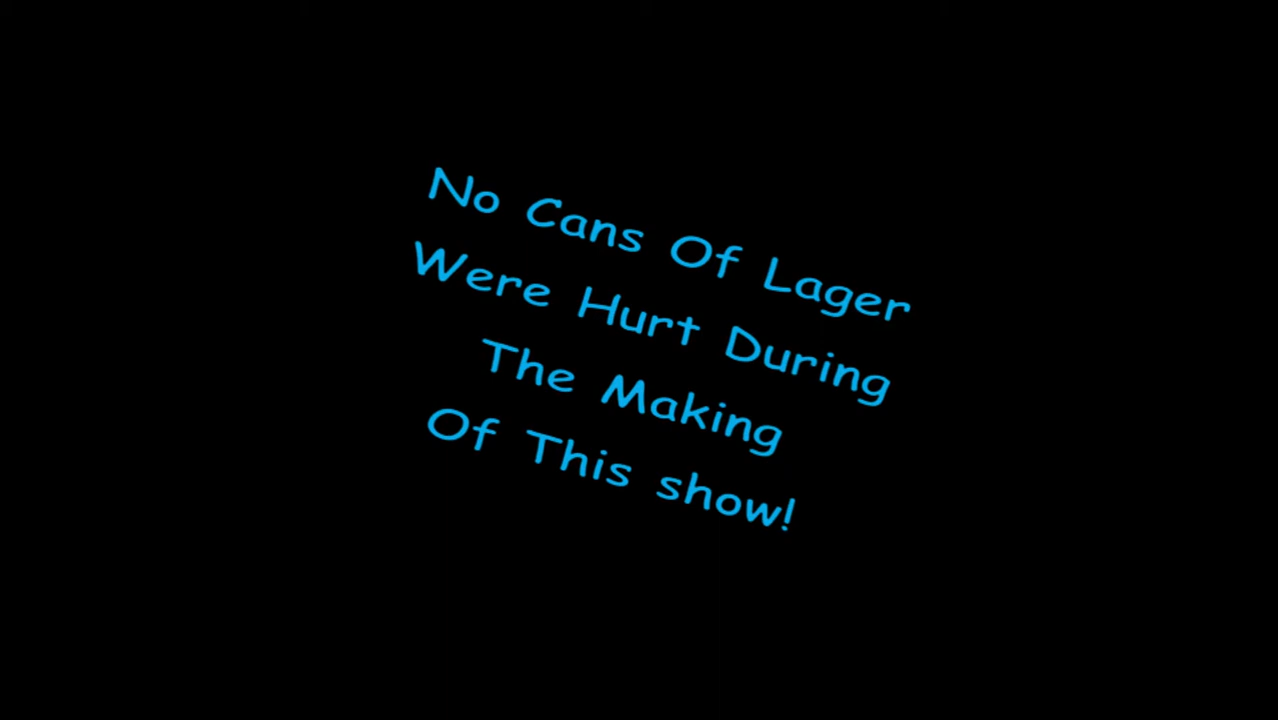 No Cans Of Lager
Were Hurt During
The Making
Of This show!